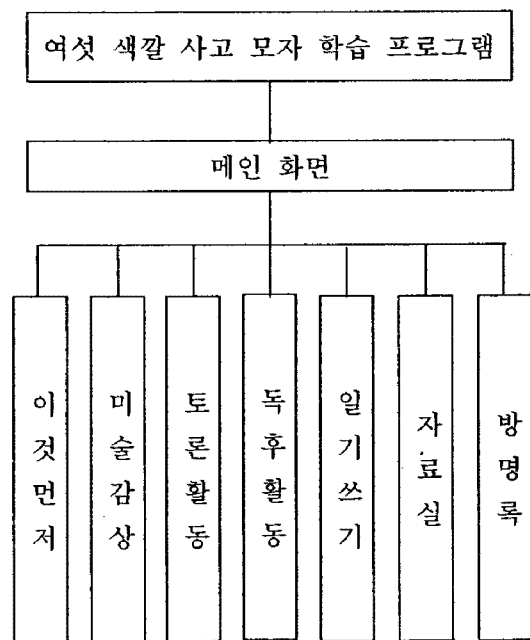 여섯 색깔 사고 모자 학습 프로그램
메인 화면
이것먼저
미술감상
토론활동
독후활동
일기쓰기
자료실
방명록